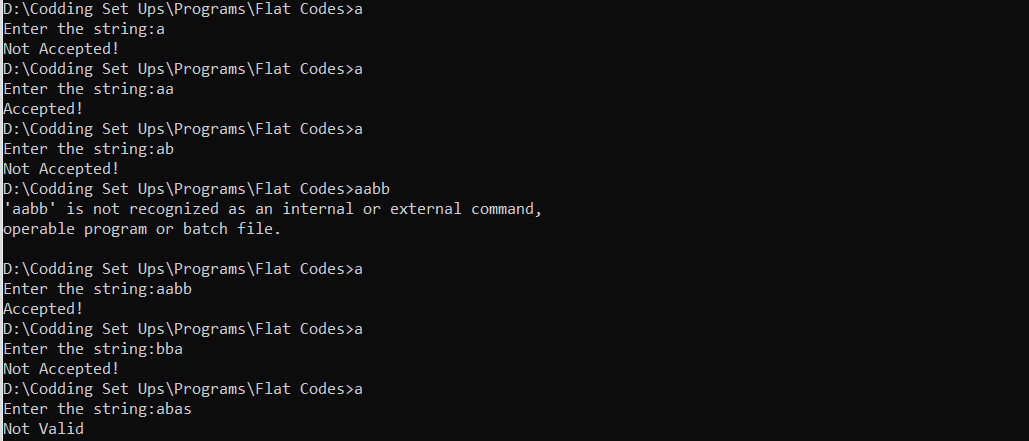 D:\Codding Set Ups\Programs\Flat Codes>a
Enter the string:a
Not Accepted!
D:\Codding Set Ups\Programs\Flat Codes>a
Enter the string:aa
Accepted!
D:\Codding Set Ups\Programs\Flat Codes>a
Enter the string:ab
Not Accepted!
D:\Codding Set Ups\Programs\Flat Codes>aabb
'aabb' is not recognized as an internal or external command,
operable program or batch file.
D:\Codding Set Ups\Programs\Flat Codes>a
Enter the string:aabb
Accepted!
D:\Codding Set Ups\Programs\Flat Codes>a
Enter the string:bba
Not Accepted!
D:\Codding Set Ups\Programs\Flat Codes>a
Enter the string:abas
Not Valid